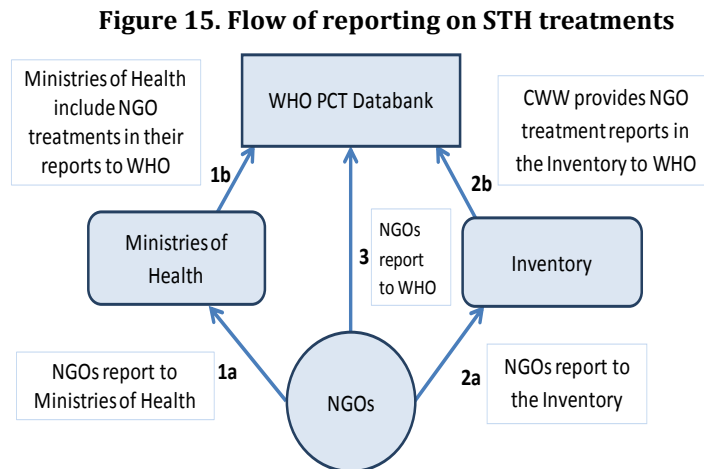 Figure 15. Flow of reporting on STH treatments
Ministries of Health
include NGO
treatments in their
reports to WHO
WHO PCT Databank
CWW provides NGO
treatment reports in
the Inventory to WHO
1b
2b
Ministries of
Health
3
NGOs
report
to WHO
Inventory
NGOs report to
Ministries of Health
1a
NGOs
2a
NGOs report to
the Inventory